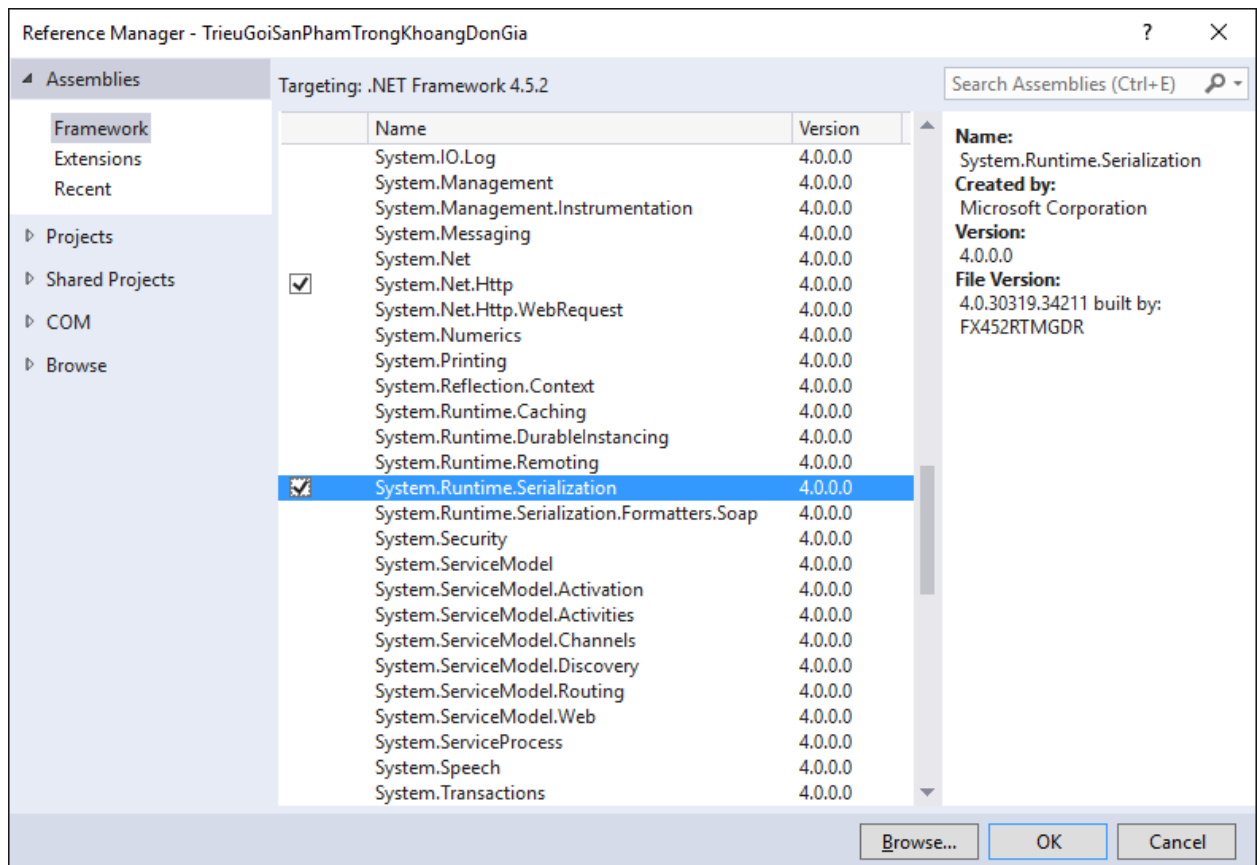 Reference Manager - TrieuGoiSanPhamTrongKhoangDonGia ?
Assemblies
Framework
Extensions
Recent
Projects
Shared Projects
COM
Browse
Targeting: .NET Framework 4.5.2
Name Version
System.IO.Log 4.0.0.0
System.Management 4.0.0.0
System.Management.Instrumentation 4.0.0.0
System.Messaging 4.0.0.0
System.Net 4.0.0.0
System.Net.Http 4.0.0.0
System.Net.Http.WebRequest 4.0.0.0
System.Numerics 4.0.0.0
System.Printing 4.0.0.0
System.Reflection.Context 4.0.0.0
System.Runtime.Caching 4.0.0.0
System.Runtime.DurableInstancing 4.0.0.0
System.Runtime.Remoting 4.0.0.0
System.Runtime.Serialization 4.0.0.0
System.Runtime.Serialization.Formatters.Soap 4.0.0.0
System.Security 4.0.0.0
System.ServiceModel 4.0.0.0
System.ServiceModel.Activation 4.0.0.0
System.ServiceModel.Activities 4.0.0.0
System.ServiceModel.Channels 4.0.0.0
System.ServiceModel.Discovery 4.0.0.0
System.ServiceModel.Routing 4.0.0.0
System.ServiceModel.Web 4.0.0.0
System.ServiceProcess 4.0.0.0
System.Speech 4.0.0.0
System.Transactions 4.0.0.0
Search Assemblies (Ctrl+E)
Name:
System.Runtime.Serialization
Created by:
Microsoft Corporation
Version:
4.0.0.0
File Version:
4.0.30319.34211 built by:
FX452RTMGDR
Browse... OK Cancel